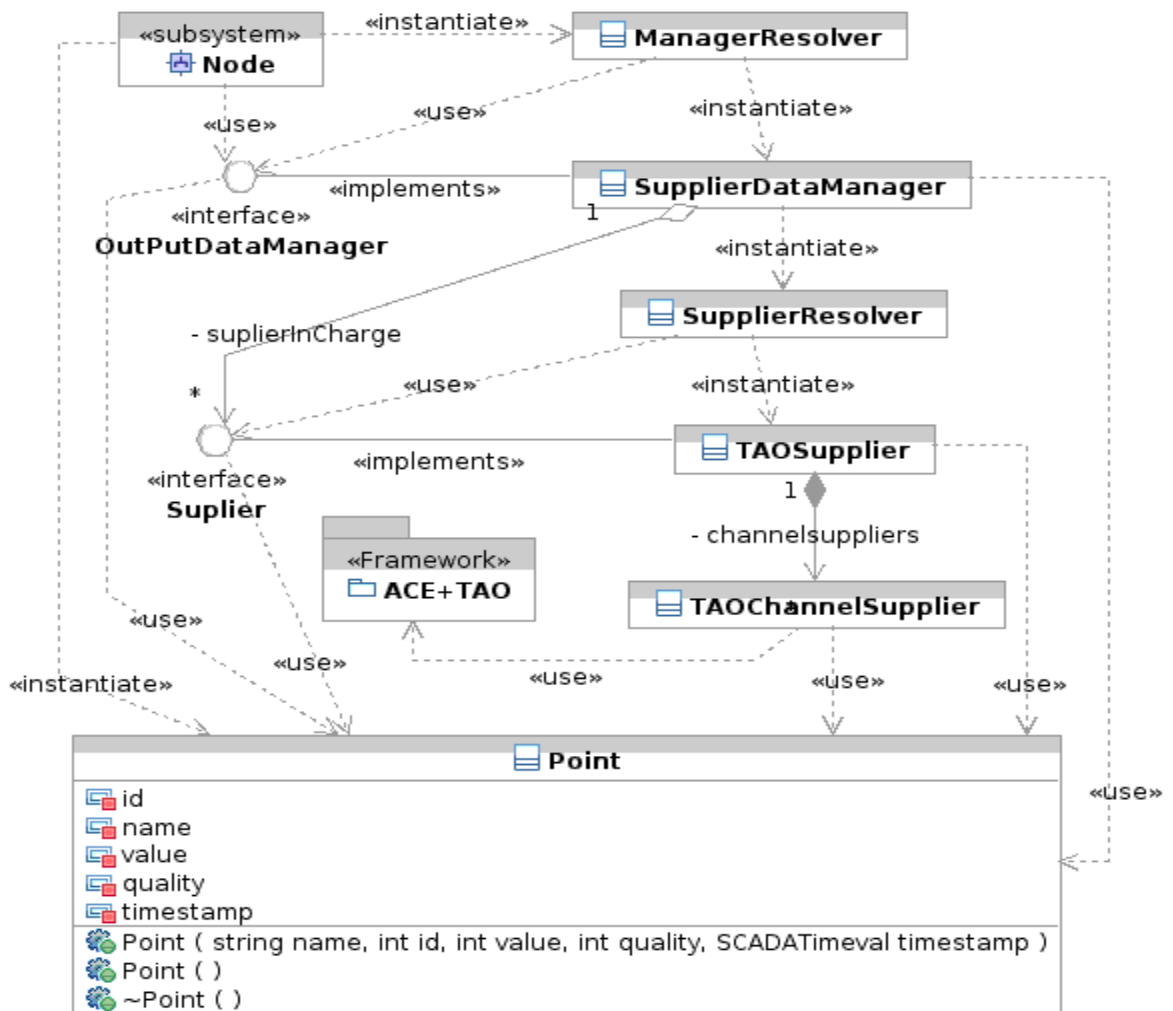 «instantiate»
«subsystem»
Node
ManagerResolver
«use»
«use»
«instantiate»
«implements»
SupplierDataManager
«interface»
OutPutDataManager
1
«instantiate»
SupplierResolver
- suplierInCharge
*
«use»
«instantiate»
«implements»
TAOSupplier
«interface»
Suplier
1
- channelsuppliers
«Framework»
ACE+TAO
TAOChannelSupplier
*
«use»
«use»
«use»
«use»
«instantiate»
«use»
Point
«use»
id
name
value
quality
timestamp
Point ( string name, int id, int value, int quality, SCADATimeval timestamp )
Point ( )
~Point ( )